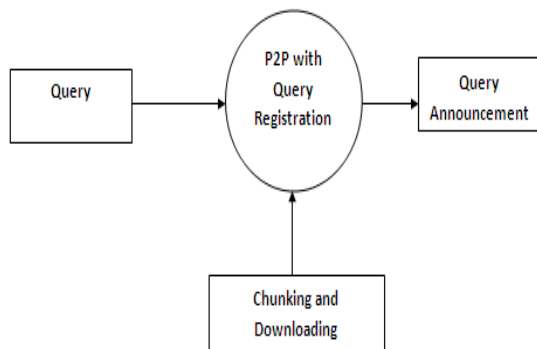 P2P with
Query
Registration
Query
Query
Announcement
Chunking and
Downloading